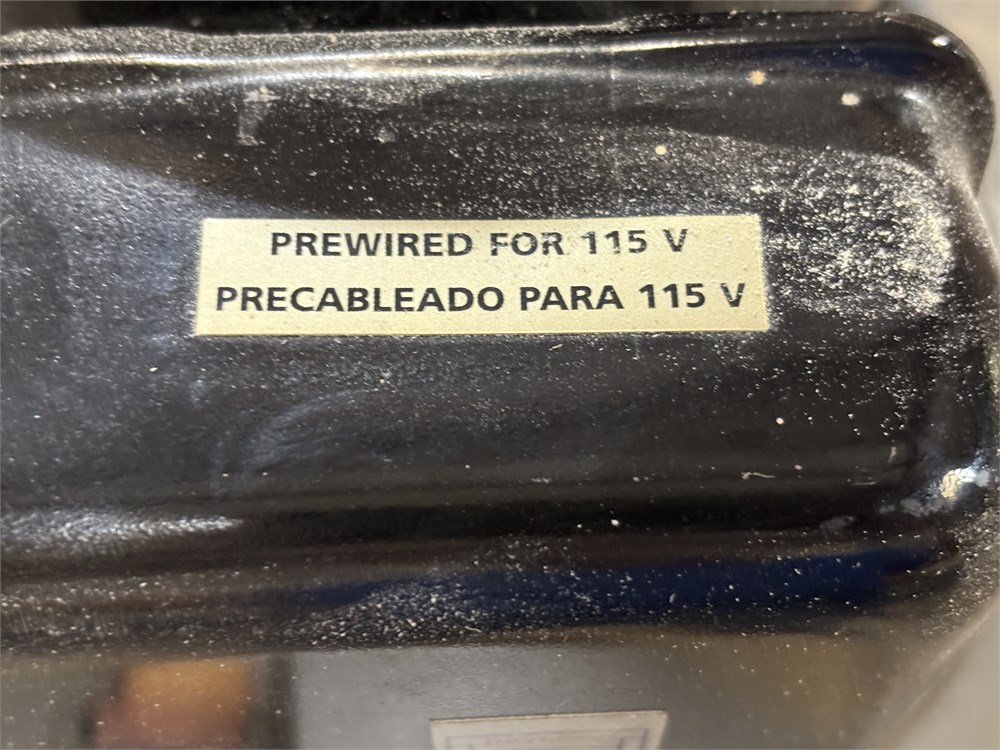 PREWIRED FOR 115 V
PRECABLEADO PARA 115 V